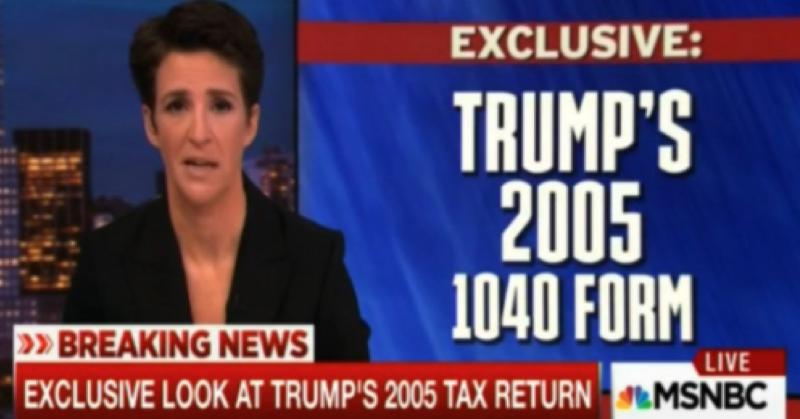 EXCLUSIVE:
TRUMP'S
2005
1040 FORM
BREAKING NEWS
LIVE
EXCLUSIVE LOOK AT TRUMP'S 2005 TAX RETURN
MSNBC